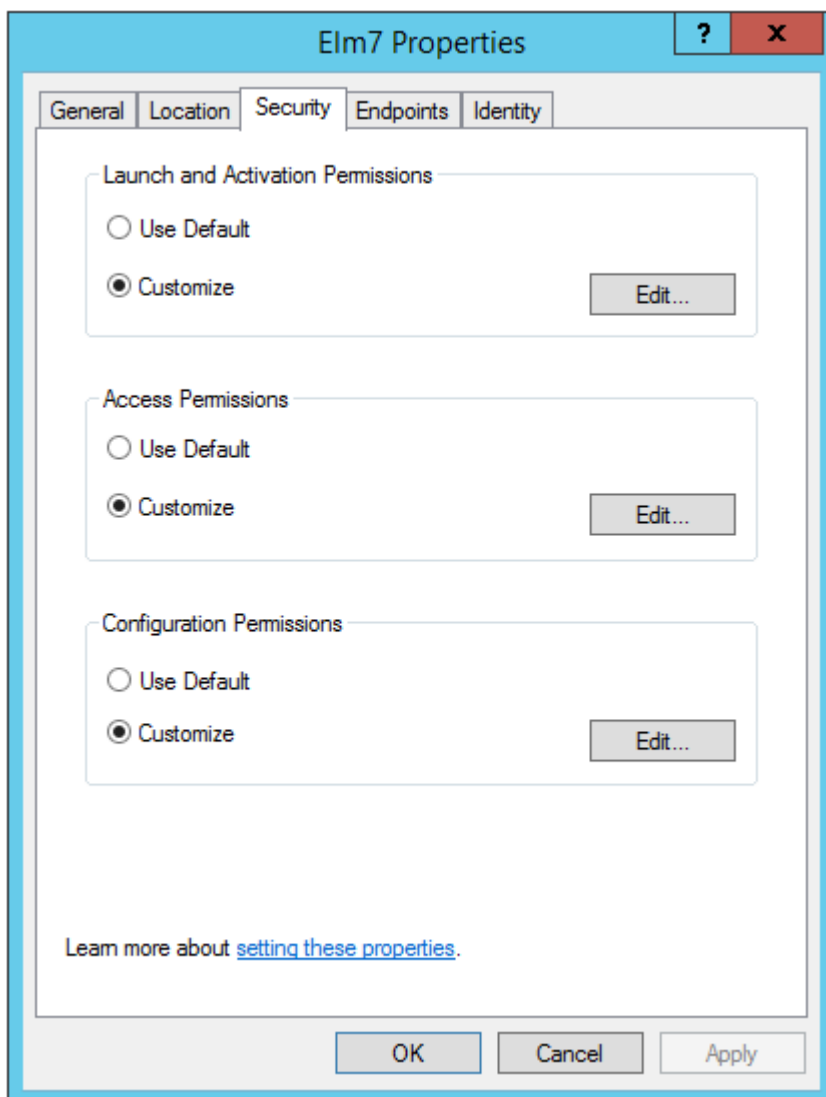 Elm7 Properties
?
x
General Location Security Endpoints Identity
Launch and Activation Permissions
Use Default
Customize
Edit...
Access Permissions
Use Default
Customize
Edit...
Configuration Permissions
Use Default
Customize
Edit...
Learn more about setting these properties.
OK Cancel Apply